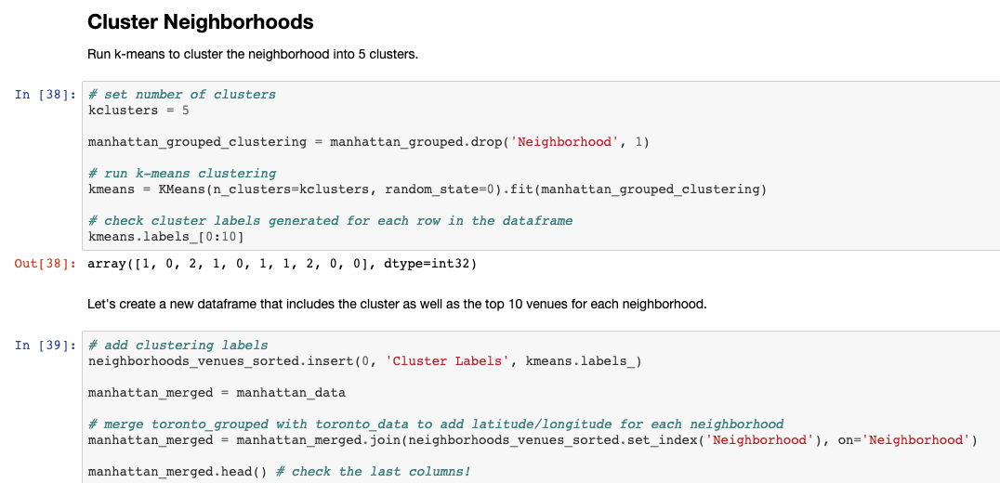 Cluster Neighborhoods
Run k-means to cluster the neighborhood into 5 clusters.
In [38]: # set number of clusters
kclusters = 5
manhattan_grouped_clustering = manhattan_grouped.drop('Neighborhood', 1)
# run k-means clustering
kmeans = KMeans(n_clusters=kclusters, random_state=0).fit(manhattan_grouped_clustering)
# check cluster labels generated for each row in the dataframe
kmeans.labels_[0:10]
Out[38]: array([1, 0, 2, 1, 0, 1, 1, 2, 0, 0], dtype=int32)
Let's create a new dataframe that includes the cluster as well as the top 10 venues for each neighborhood.
In [39]: # add clustering labels
neighborhoods_venues_sorted.insert(0, 'Cluster Labels', kmeans.labels_)
manhattan_merged = manhattan_data
# merge toronto_grouped with toronto_data to add latitude/longitude for each neighborhood
manhattan_merged = manhattan_merged.join(neighborhoods_venues_sorted.set_index('Neighborhood'), on='Neighborhood')
manhattan_merged.head() # check the last columns!